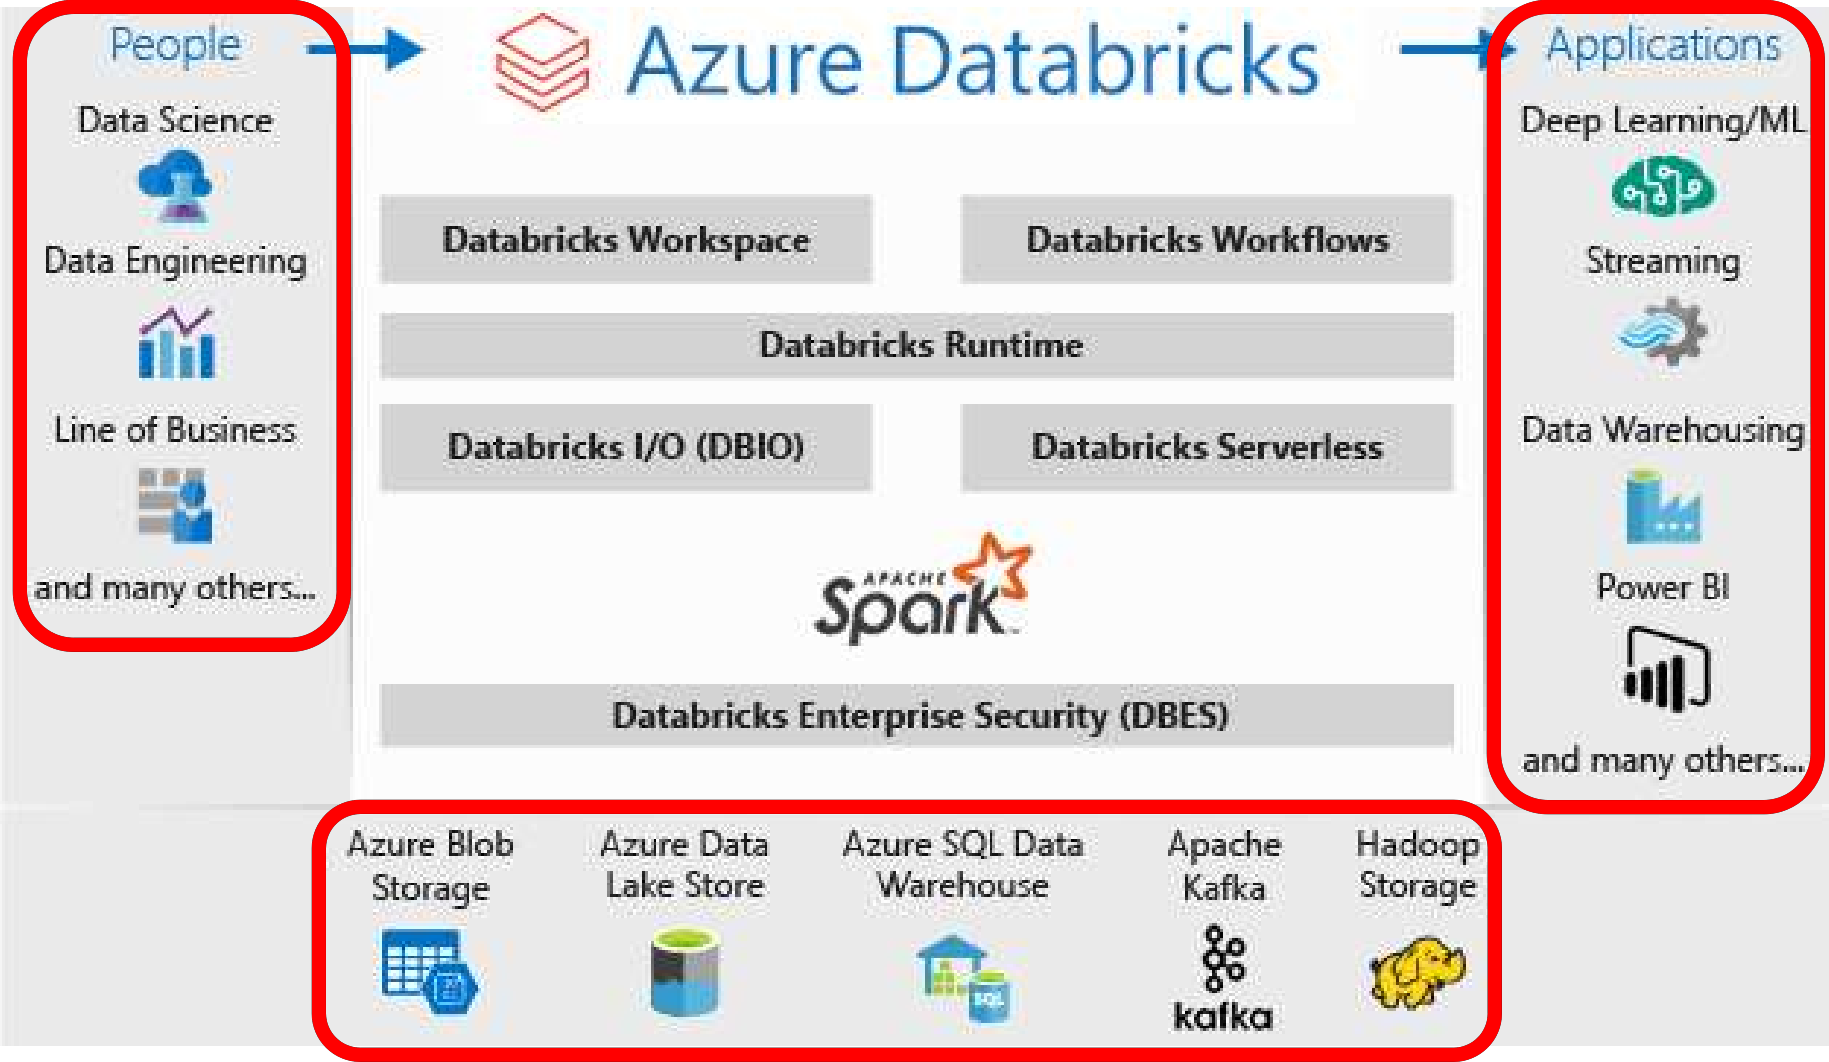 People
Azure Databricks
Applications
Data Science
Data Engineering
Line of Business
and many others...
Databricks Workspace
Databricks Workflows
Databricks Runtime
Databricks I/O (DBIO)
Databricks Serverless
APACHE
Spark
Databricks Enterprise Security (DBES)
Deep Learning/ML
Streaming
Data Warehousing
Power BI
and many others...
Azure Blob
Storage
Azure Data
Lake Store
Azure SQL Data
Warehouse
SQL
Apache
Kafka
kafka
Hadoop
Storage